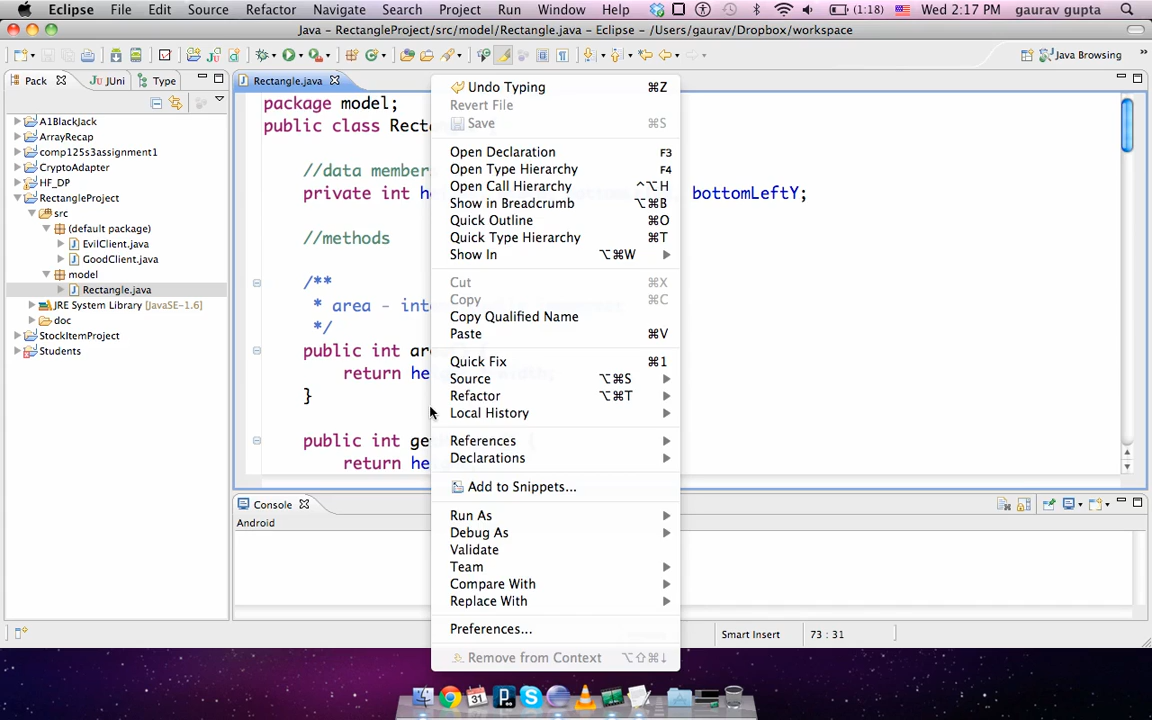 Eclipse File Edit Source Refactor Navigate Search Project Run Window Help (1:18) Wed 2:17 PM gaurav gupta
Java - RectangleProject/src/model/Rectangle.java - Eclipse - /Users/gaurav/Dropbox/workspace
Java Browsing
Pack JUni Type
A1BlackJack
ArrayRecap
comp125s3assignment1
CryptoAdapter
HF_DP
RectangleProject
src
(default package)
EvilClient.java
GoodClient.java
model
Rectangle.java
JRE System Library [JavaSE-1.6]
doc
StockItemProject
Students
Rectangle.java
package model;
public class Rect
//data members
private int he bottomLeftY;
//methods
/**
* area - int
*/
public int are
return he
}
public int get
return he
Undo Typing ⌘Z
Revert File
Save ⌘S
Open Declaration F3
Open Type Hierarchy F4
Open Call Hierarchy ^⌥H
Show in Breadcrumb ⌥⌘B
Quick Outline ⌘O
Quick Type Hierarchy ⌘T
Show In ⌥⌘W
Cut ⌘X
Copy ⌘C
Copy Qualified Name
Paste ⌘V
Quick Fix ⌘1
Source ⌥⌘S
Refactor ⌥⌘T
Local History
References
Declarations
Add to Snippets...
Run As
Debug As
Validate
Team
Compare With
Replace With
Preferences...
Remove from Context ⌥⇧⌘↓
Console
Android
Smart Insert 73 : 31